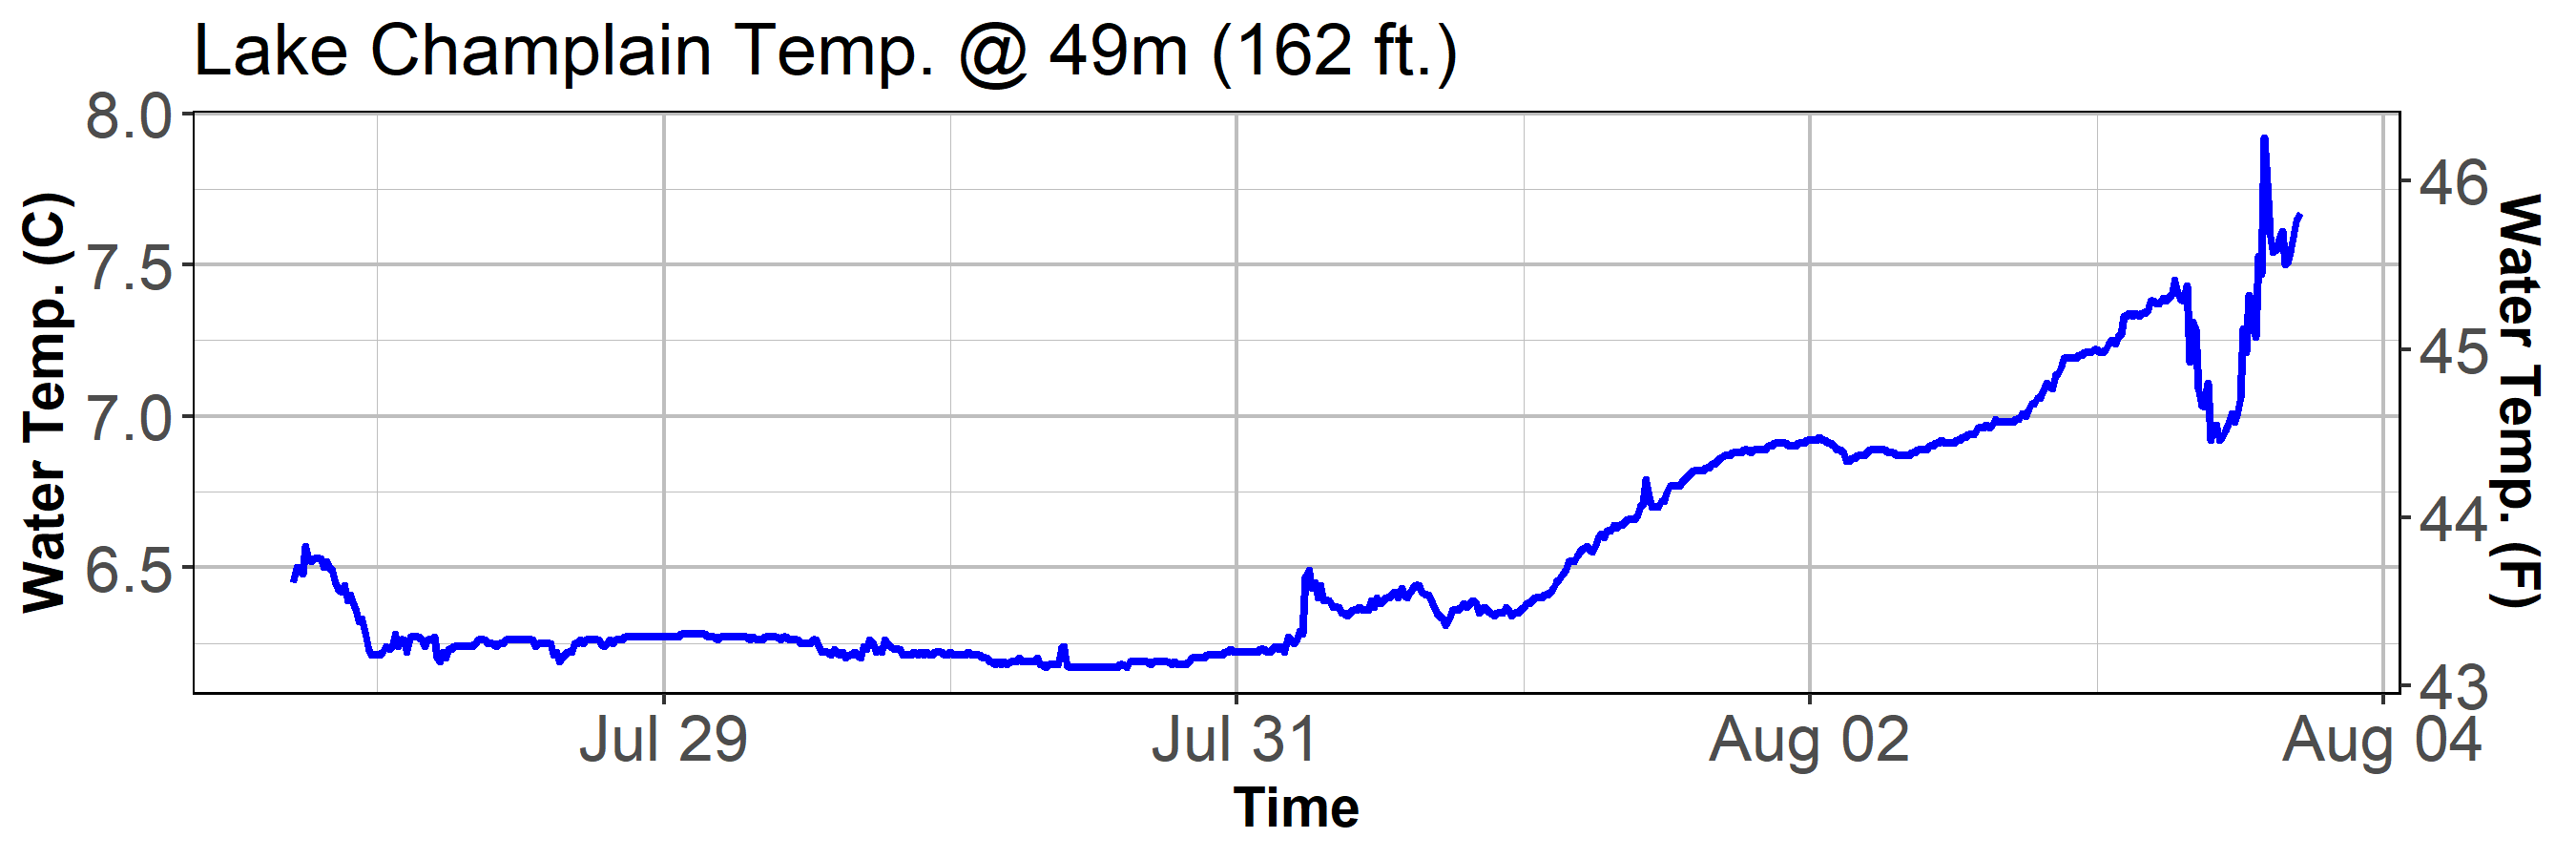 Lake Champlain Temp. @ 49m (162 ft.)
Water Temp. (C)
8.0
7.5
7.0
6.5
46
45
44
43
Water Temp. (F)
Jul 29
Jul 31
Aug 02
Aug 04
Time